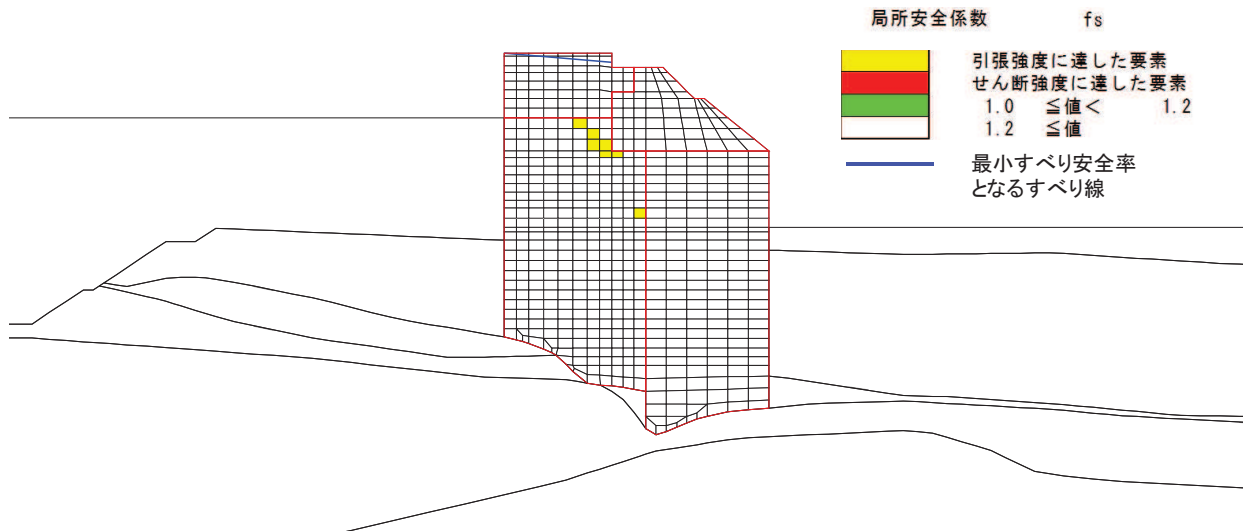 局所安全係数 fs
引張強度に達した要素
せん断強度に達した要素
1.0 ≦値< 1.2
1.2 ≦値
最小すべり安全率
となるすべり線